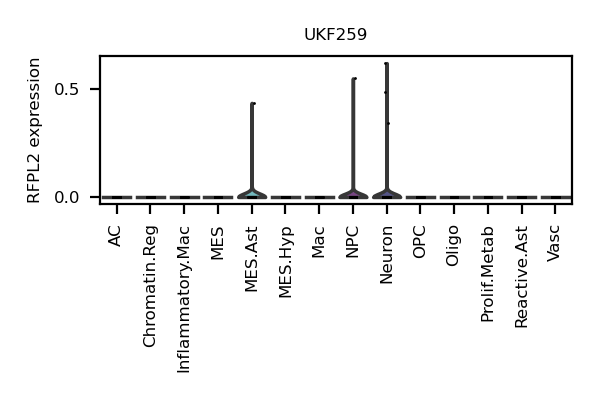 UKF259
RFPL2 expression
0.5
0.0
AC
Chromatin.Reg
Inflammatory.Mac
MES
MES.Ast
MES.Hyp
Mac
NPC
Neuron
OPC
Oligo
Prolif.Metab
Reactive.Ast
Vasc